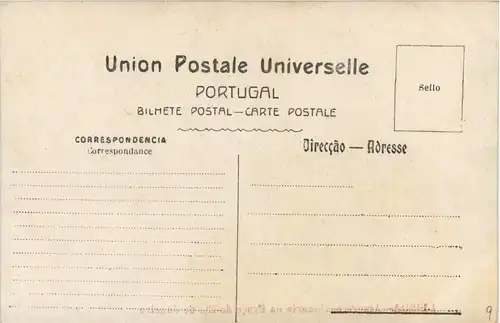 Union Postale Universelle
PORTUGAL
BILHETE POSTAL—CARTE POSTALE
Sello
CORRESPONDENCIA
Correspondance
Direcção — Adresse